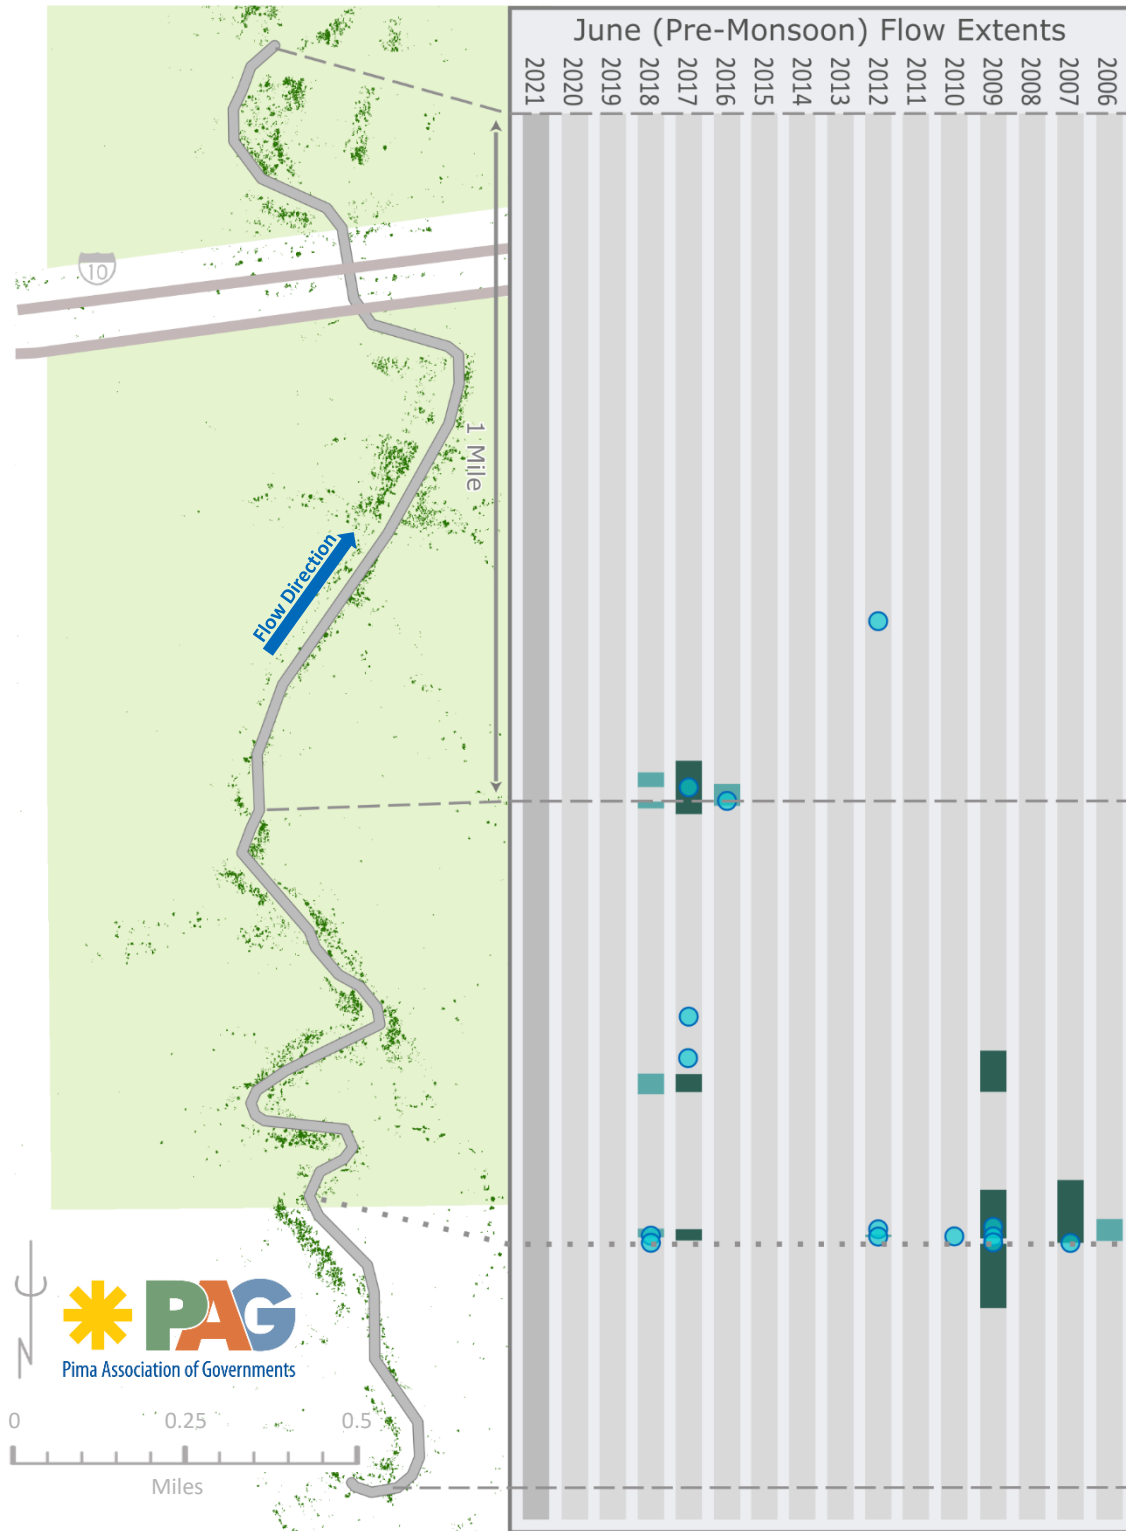 June (Pre-Monsoon) Flow Extents
2021 2020 2019 2018 2017 2016 2015 2014 2013 2012 2011 2010 2009 2008 2007 2006
10
1 Mile
Flow Direction
N
PAG
Pima Association of Governments
0 0.25 0.5
Miles